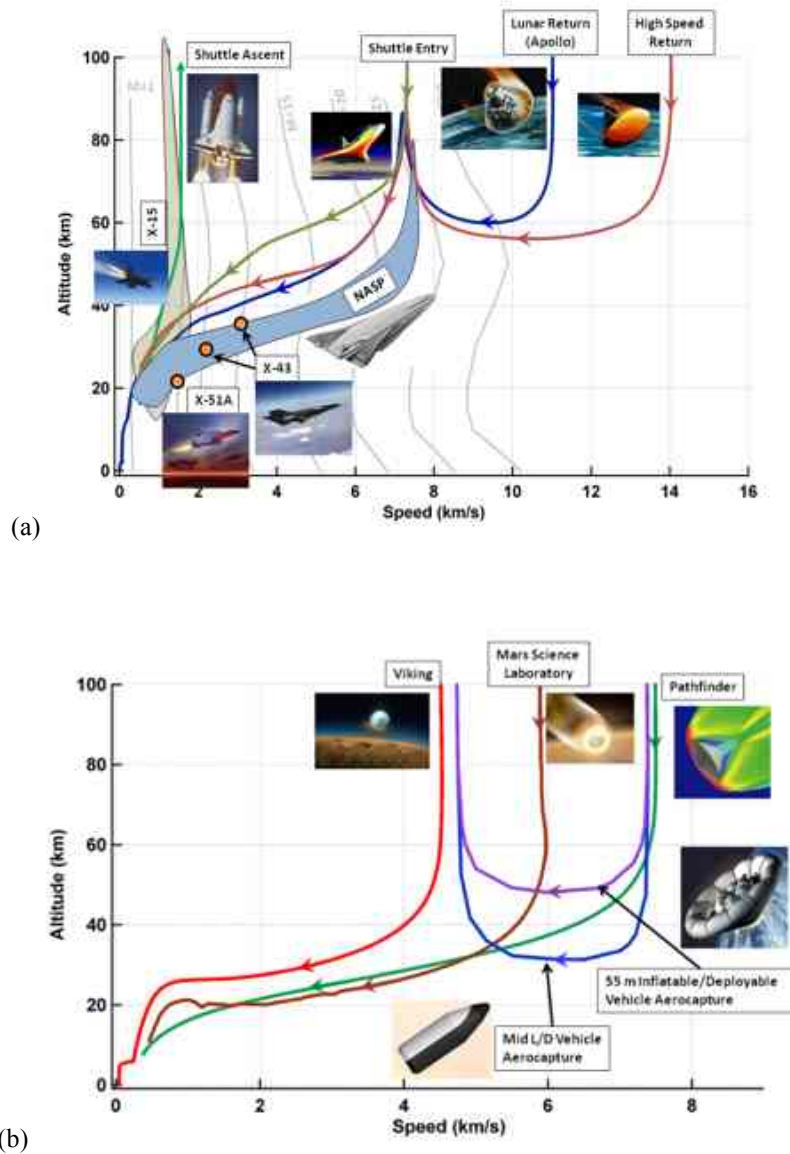 Lunar Return
(Apollo)
High Speed
Return
Shuttle Entry
Shuttle Ascent
100
80
60
40
20
0
Altitude (km)
X-15
NASP
X-43
X-51A
0 2 4 6 8 10 12 14 16
Speed (km/s)
(a)
Mars Science
Laboratory
Viking
Pathfinder
100
80
60
40
20
0
Altitude (km)
55 m Inflatable/Deployable
Vehicle Aerocapture
Mid L/D Vehicle
Aerocapture
0 2 4 6 8
Speed (km/s)
(b)